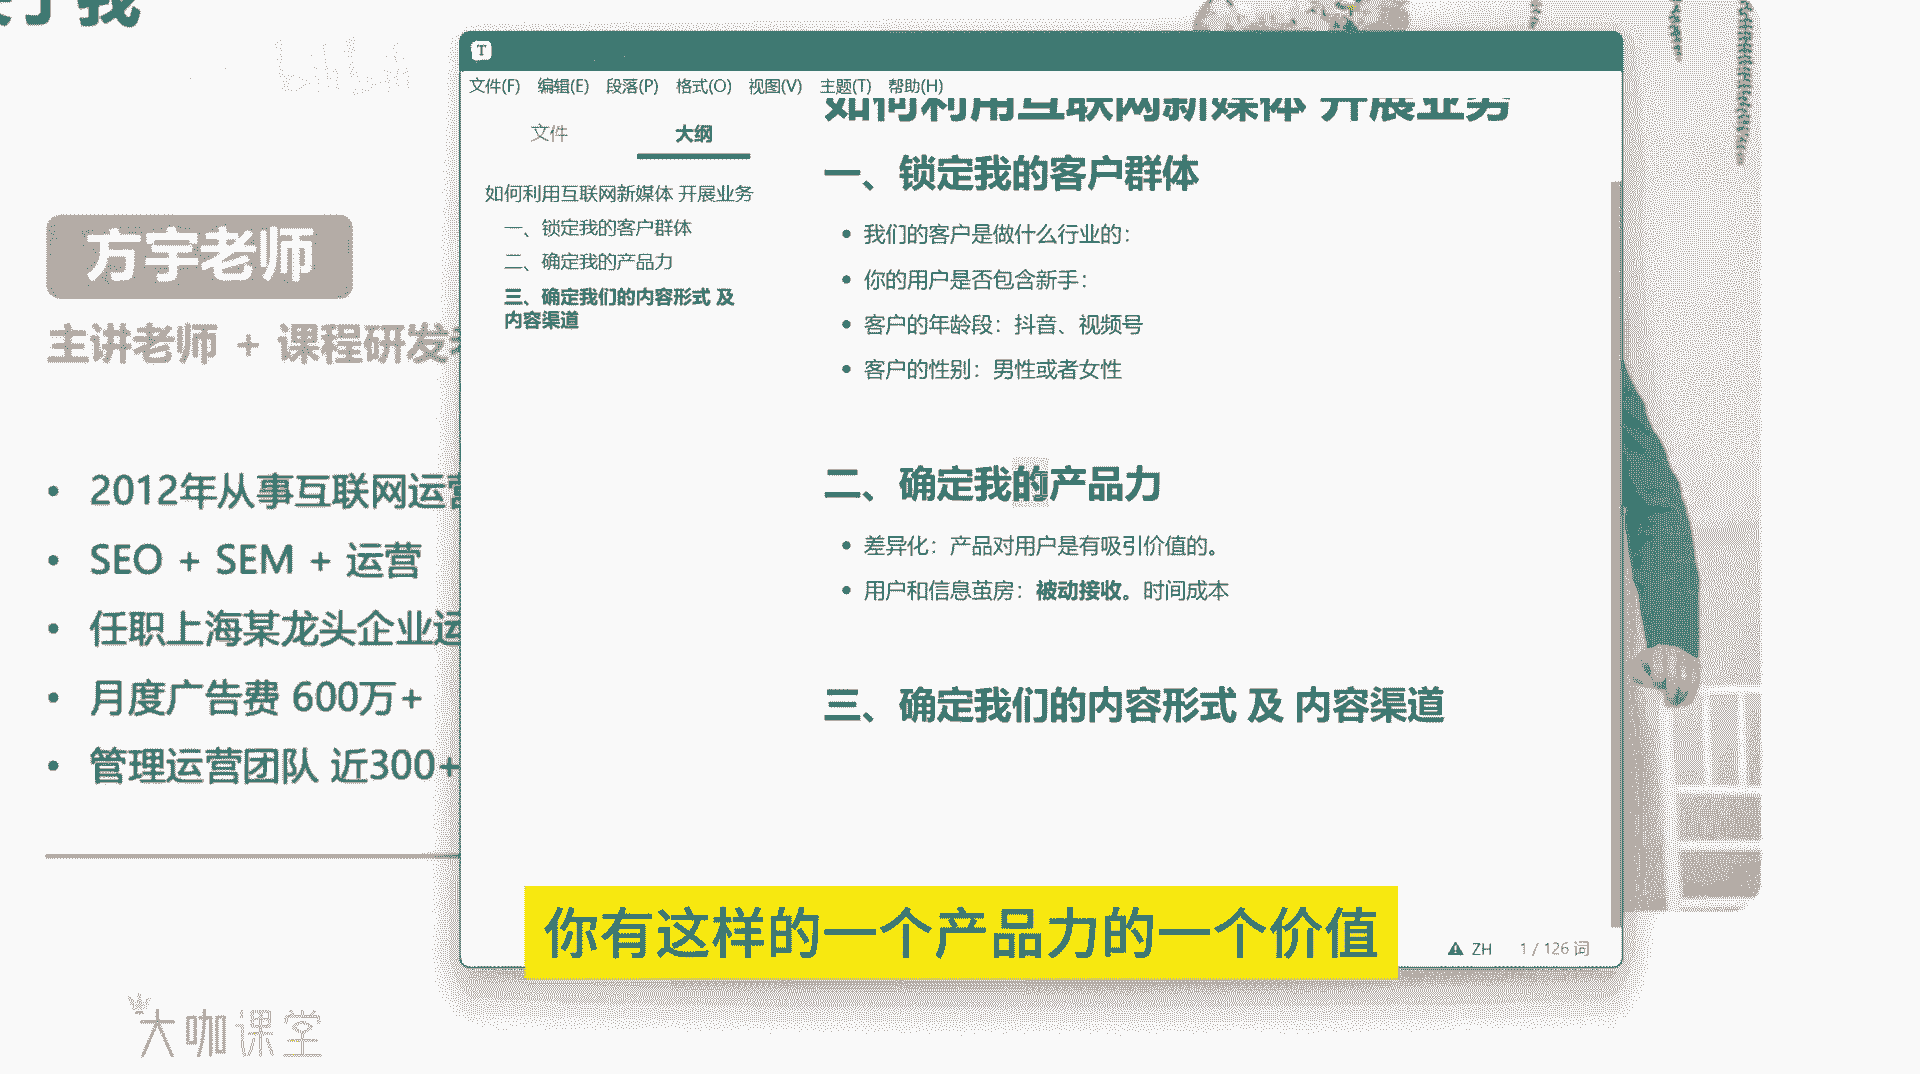 我
bilibili
方宇老师
主讲老师 + 课程研发
2012年从事互联网运营
SEO + SEM + 运营
任职上海某龙头企业运
月度广告费 600万+
管理运营团队 近300+
大咖课堂
T
文件(F) 编辑(E) 段落(P) 格式(O) 视图(V) 主题(T) 帮助(H)
文件 大纲
如何利用互联网新媒体 开展业务
一、锁定我的客户群体
二、确定我的产品力
三、确定我们的内容形式 及
内容渠道
如何利用互联网新媒体 开展业务
一、锁定我的客户群体
我们的客户是做什么行业的：
你的用户是否包含新手：
客户的年龄段：抖音、视频号
客户的性别：男性或者女性
二、确定我的产品力
差异化：产品对用户是有吸引价值的。
用户和信息茧房：被动接收。时间成本
三、确定我们的内容形式 及 内容渠道
ZH 1 / 126 词
你有这样的一个产品力的一个价值